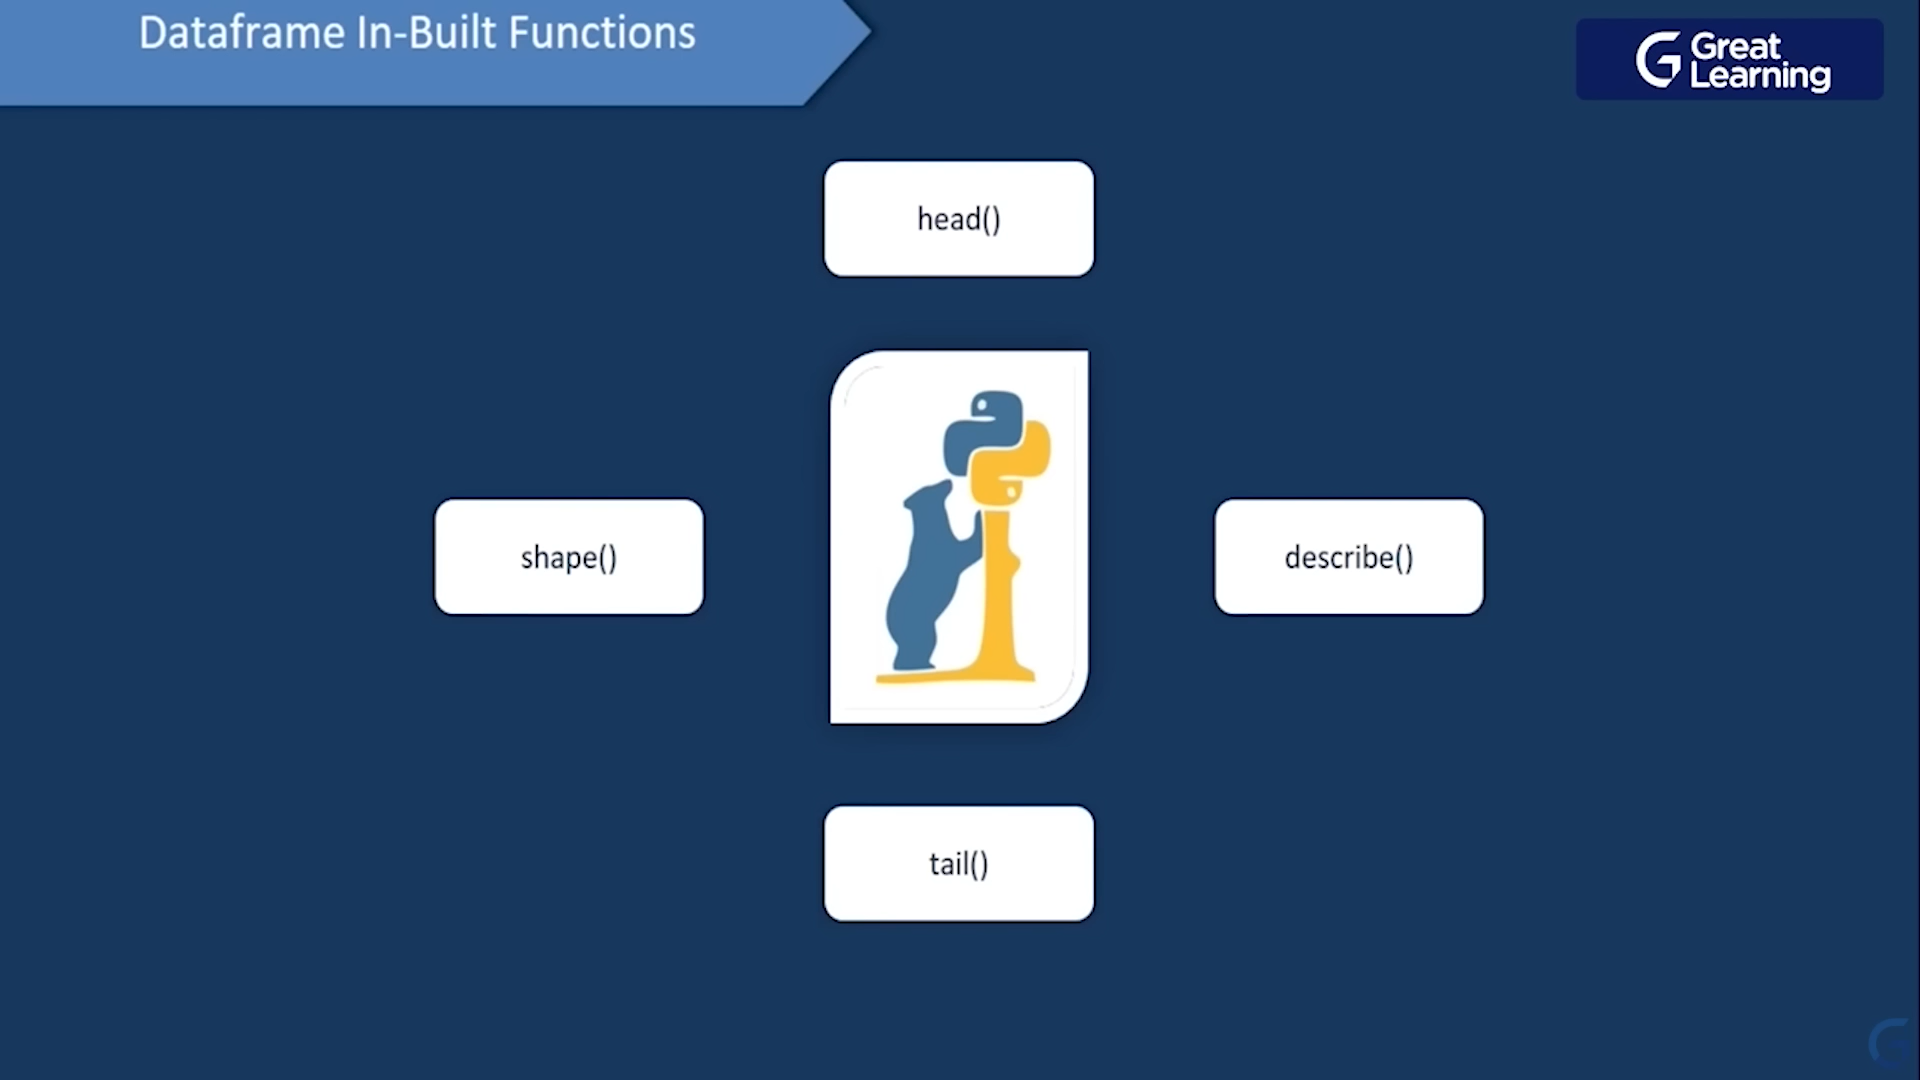 Dataframe In-Built Functions
Great
Learning
head()
shape()
describe()
tail()